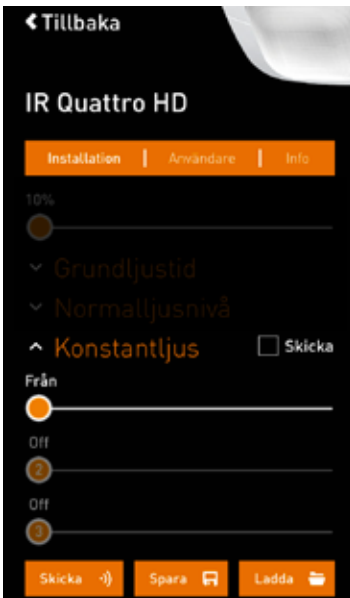 Tillbaka
IR Quattro HD
Installation | Användare | Info
10%
Grundljustid
Normalljusnivå
Konstantljus Skicka
Från
Off
2
Off
3
Skicka Spara Ladda